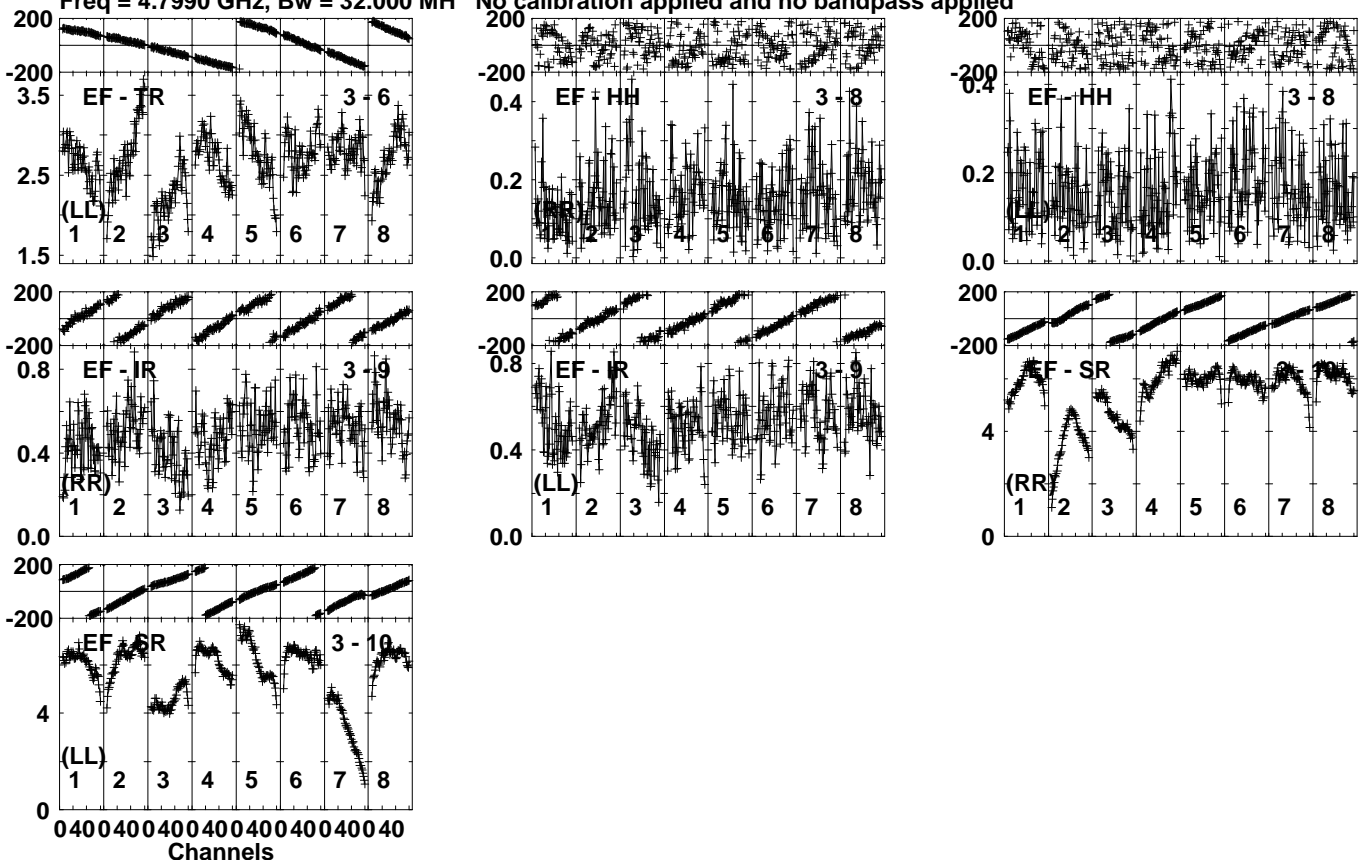 Freq = 4.7990 GHz, Bw = 32.000 MH No calibration applied and no bandpass applied
200
-200
3.5
2.5
1.5
EF - TR 3 - 6
(LL)
1 2 3 4 5 6 7 8
200
-200
0.4
0.2
0.0
EF - HH 3 - 8
(RR)
1 2 3 4 5 6 7 8
200
-200
0.4
0.2
0.0
EF - HH 3 - 8
(LL)
1 2 3 4 5 6 7 8
200
-200
0.8
0.4
0.0
EF - IR 3 - 9
(RR)
1 2 3 4 5 6 7 8
200
-200
0.8
0.4
0.0
EF - IR 3 - 9
(LL)
1 2 3 4 5 6 7 8
200
-200
4
0
EF - SR 3 - 10
(RR)
1 2 3 4 5 6 7 8
200
-200
4
0
EF - SR 3 - 10
(LL)
1 2 3 4 5 6 7 8
0 40 0 40 0 40 0 40 0 40 0 40 0 40 0 40
Channels